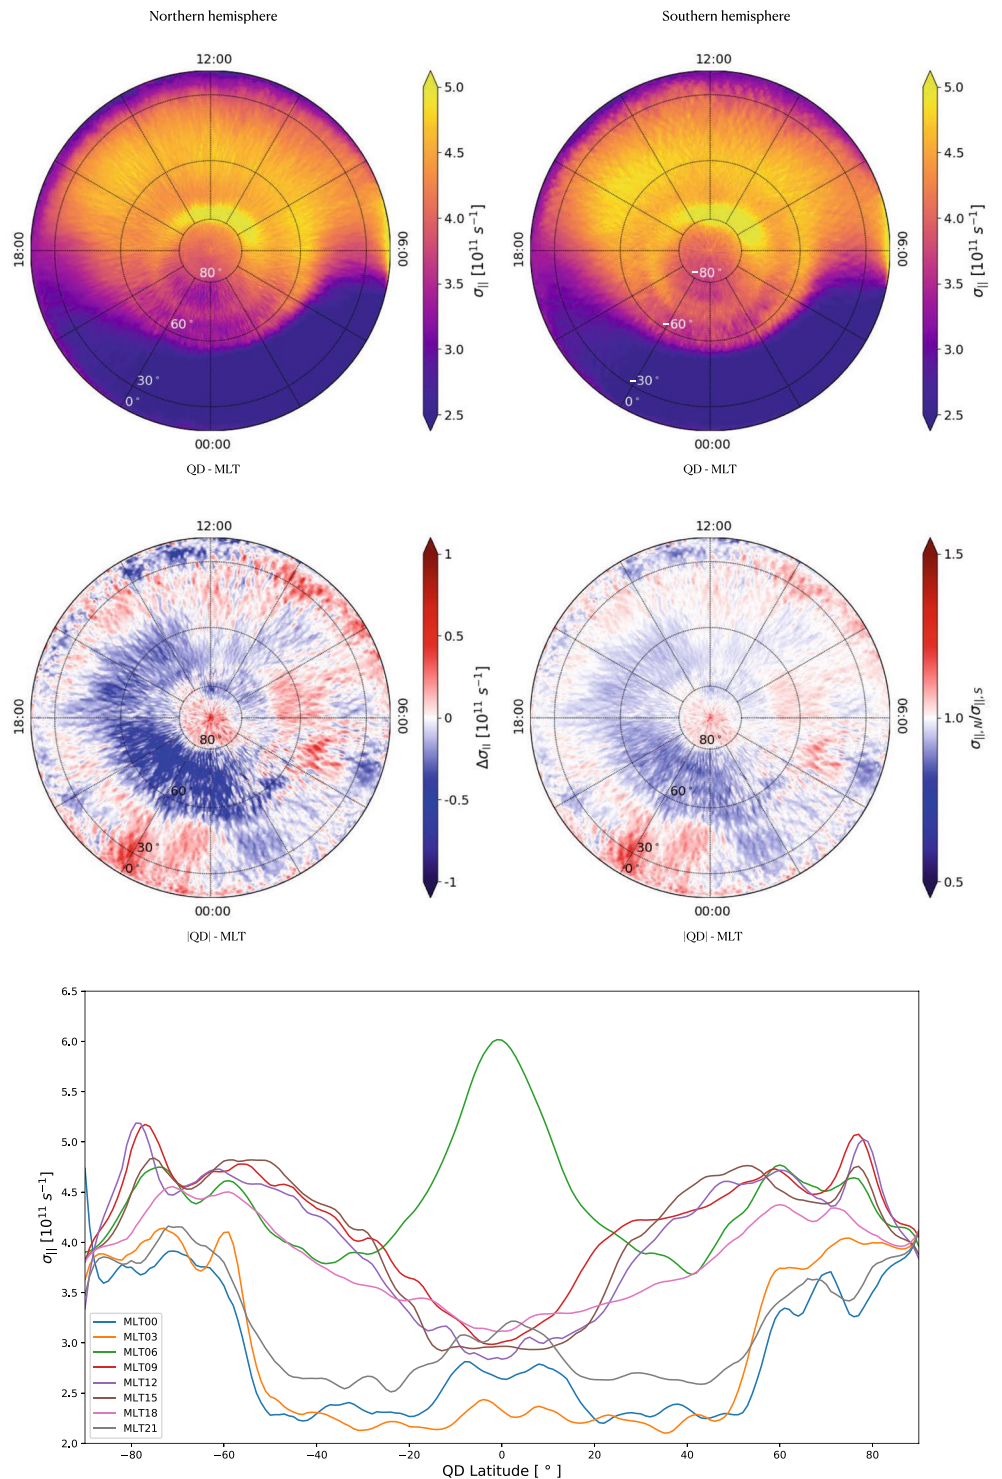 Northern hemisphere
Southern hemisphere
12:00
12:00
5.0
5.0
4.5
4.5
18:00
4.0
06:00
σ|| [10¹¹ s⁻¹]
18:00
4.0
06:00
σ|| [10¹¹ s⁻¹]
80°
−80°
3.5
3.5
60°
−60°
3.0
3.0
30°
−30°
0°
0°
2.5
2.5
00:00
00:00
QD - MLT
QD - MLT
12:00
12:00
1
1.5
0.5
18:00
0
06:00
Δσ|| [10¹¹ s⁻¹]
18:00
1.0
06:00
σ||,N/σ||,S
80°
80°
60°
60°
-0.5
30°
30°
0°
0°
-1
0.5
00:00
00:00
|QD| - MLT
|QD| - MLT
6.5
6.0
5.5
5.0
4.5
4.0
3.5
3.0
2.5
2.0
σ|| [10¹¹ s⁻¹]
MLT00
MLT03
MLT06
MLT09
MLT12
MLT15
MLT18
MLT21
−80 −60 −40 −20 0 20 40 60 80
QD Latitude [ ° ]